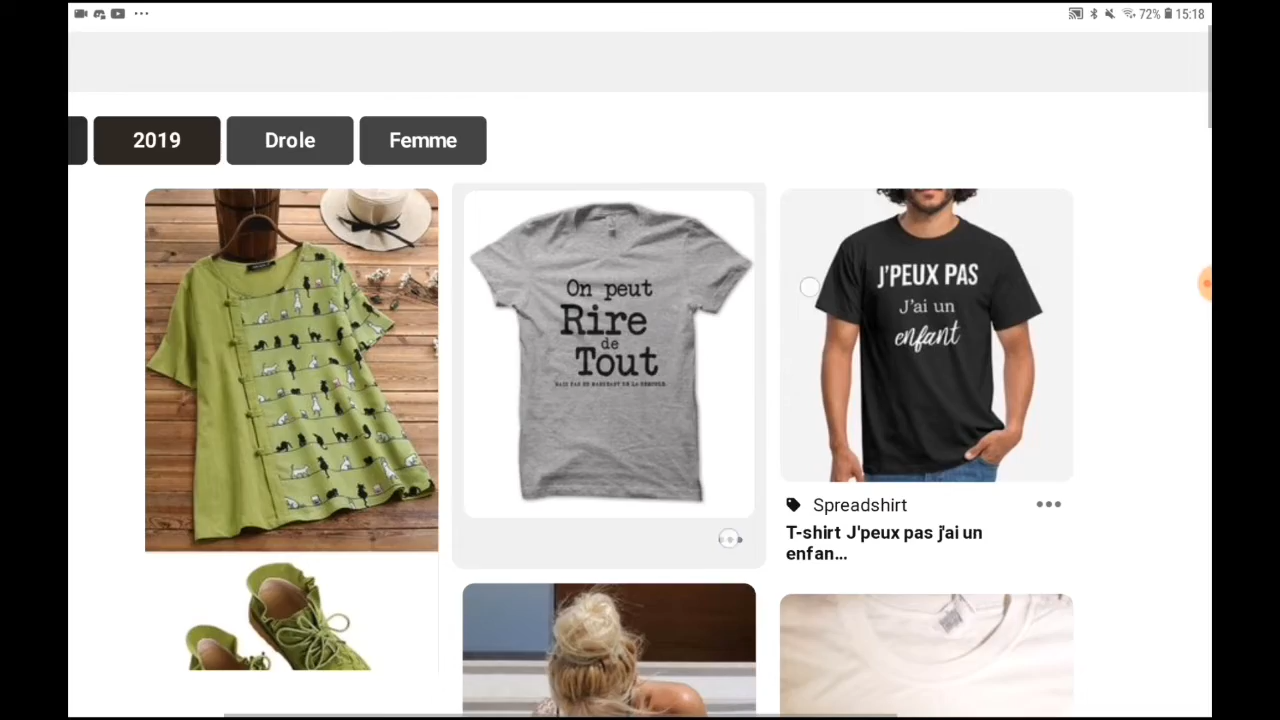 72% 15:18
2019
Drole
Femme
On peut
Rire
de
Tout
J'PEUX PAS
J'ai un
enfant
Spreadshirt
T-shirt J'peux pas j'ai un
enfan...